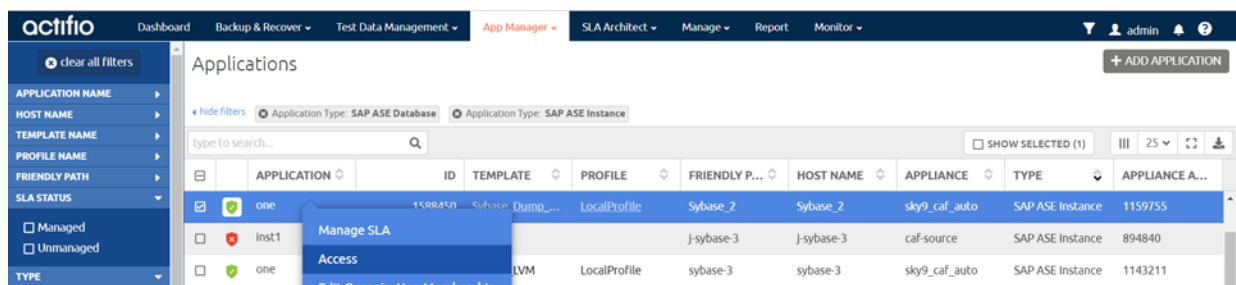 actifio Dashboard Backup & Recover Test Data Management App Manager SLA Architect Manage Report Monitor admin
clear all filters
Applications
+ ADD APPLICATION
APPLICATION NAME
HOST NAME
TEMPLATE NAME
PROFILE NAME
FRIENDLY PATH
SLA STATUS
Managed
Unmanaged
TYPE
hide filters Application Type: SAP ASE Database Application Type: SAP ASE Instance
type to search... SHOW SELECTED (1) 25
APPLICATION ID TEMPLATE PROFILE FRIENDLY P... HOST NAME APPLIANCE TYPE APPLIANCE A...
one 1588450 Sybase_Dump_... LocalProfile Sybase_2 Sybase_2 sky9_caf_auto SAP ASE Instance 1159755
Manage SLA
inst1 j-sybase-3 j-sybase-3 caf-source SAP ASE Instance 894840
Access
one LVM LocalProfile sybase-3 sybase-3 sky9_caf_auto SAP ASE Instance 1143211